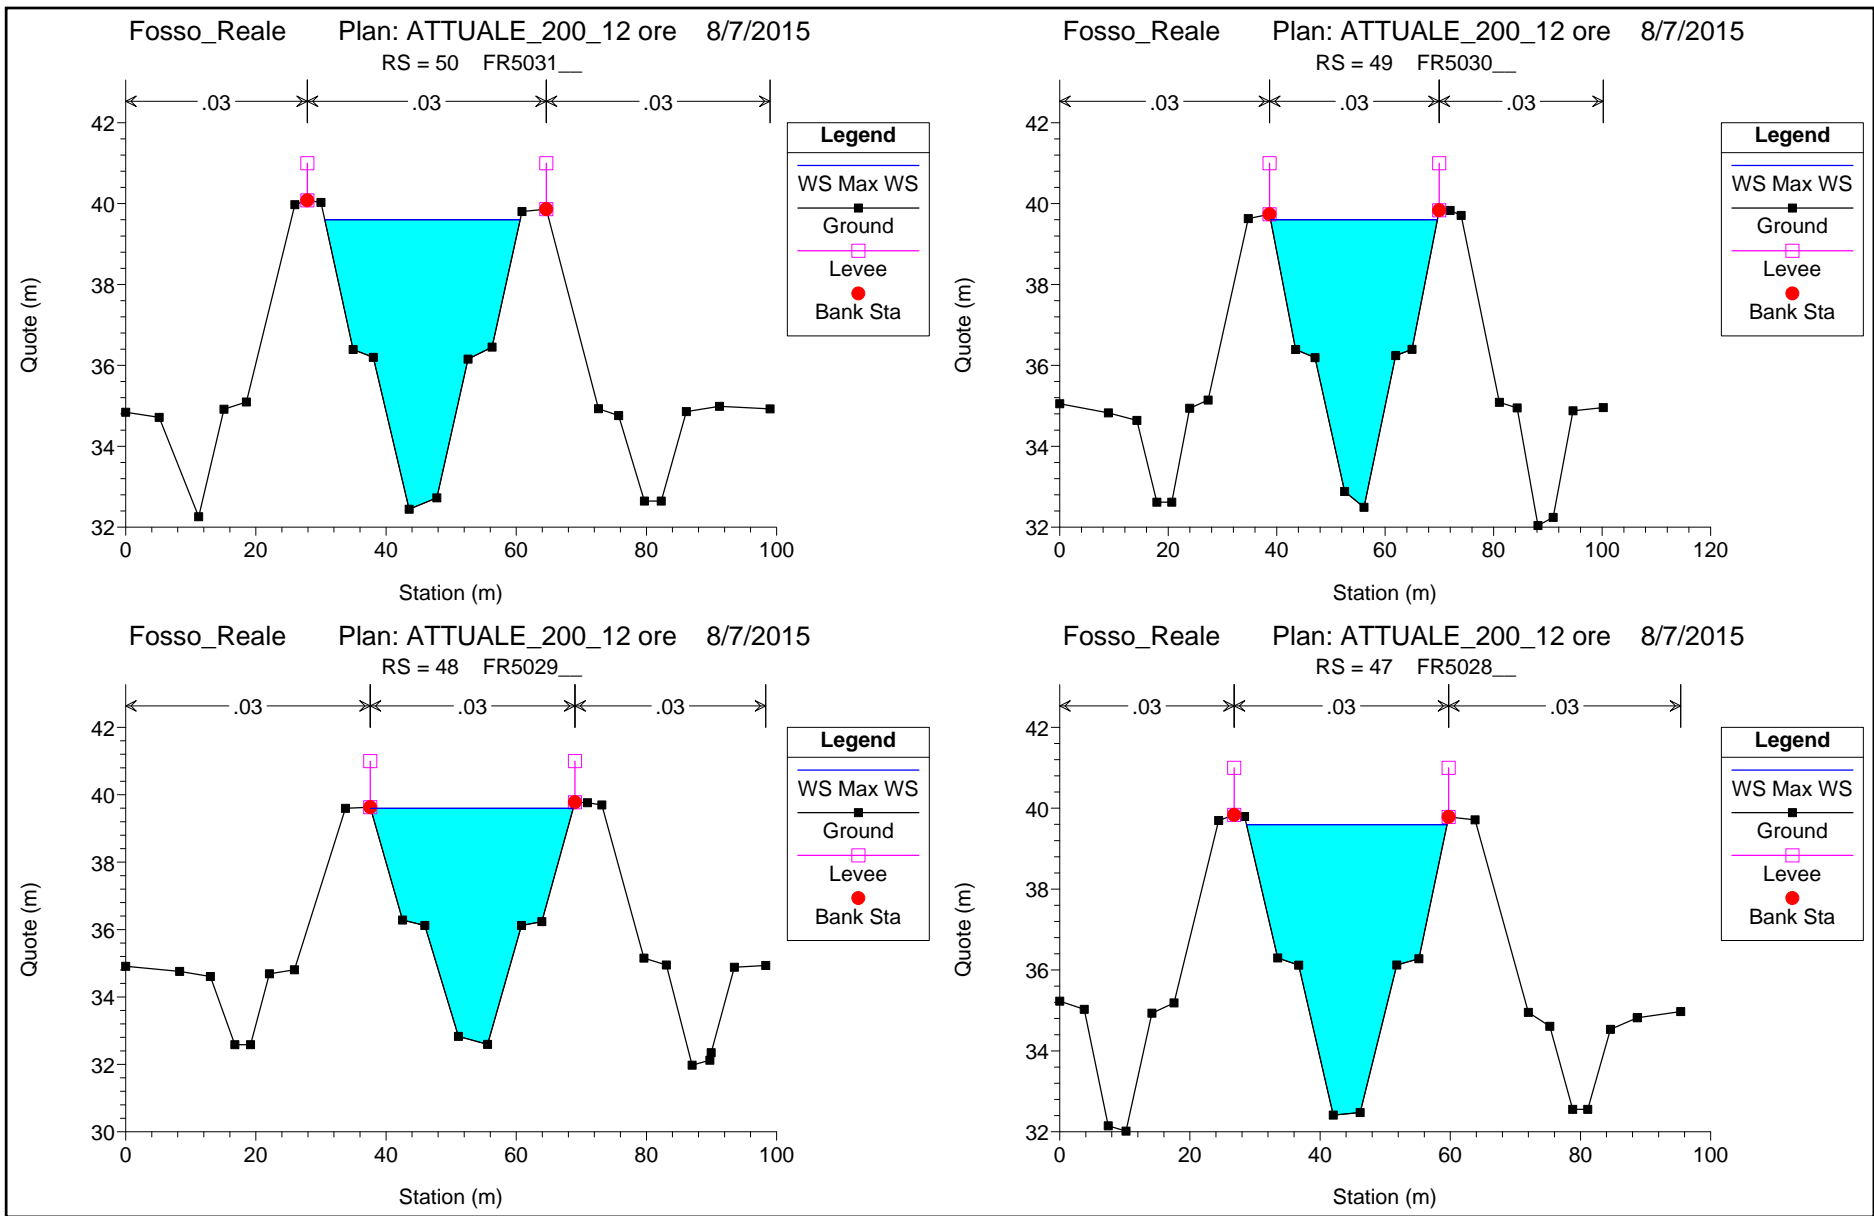 Fosso_Reale Plan: ATTUALE_200_12 ore 8/7/2015
RS = 50 FR5031__
.03 .03 .03
Legend
WS Max WS
Ground
Levee
Bank Sta
42
40
38
36
34
32
0 20 40 60 80 100
Quote (m)
Station (m)
Fosso_Reale Plan: ATTUALE_200_12 ore 8/7/2015
RS = 49 FR5030__
.03 .03 .03
Legend
WS Max WS
Ground
Levee
Bank Sta
42
40
38
36
34
32
0 20 40 60 80 100 120
Quote (m)
Station (m)
Fosso_Reale Plan: ATTUALE_200_12 ore 8/7/2015
RS = 48 FR5029__
.03 .03 .03
Legend
WS Max WS
Ground
Levee
Bank Sta
42
40
38
36
34
32
30
0 20 40 60 80 100
Quote (m)
Station (m)
Fosso_Reale Plan: ATTUALE_200_12 ore 8/7/2015
RS = 47 FR5028__
.03 .03 .03
Legend
WS Max WS
Ground
Levee
Bank Sta
42
40
38
36
34
32
0 20 40 60 80 100
Quote (m)
Station (m)